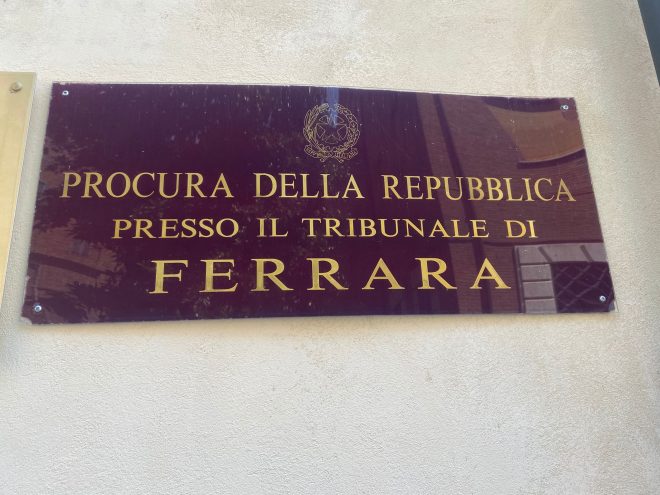 PROCURA DELLA REPUBBLICA
PRESSO IL TRIBUNALE DI
FERRARA